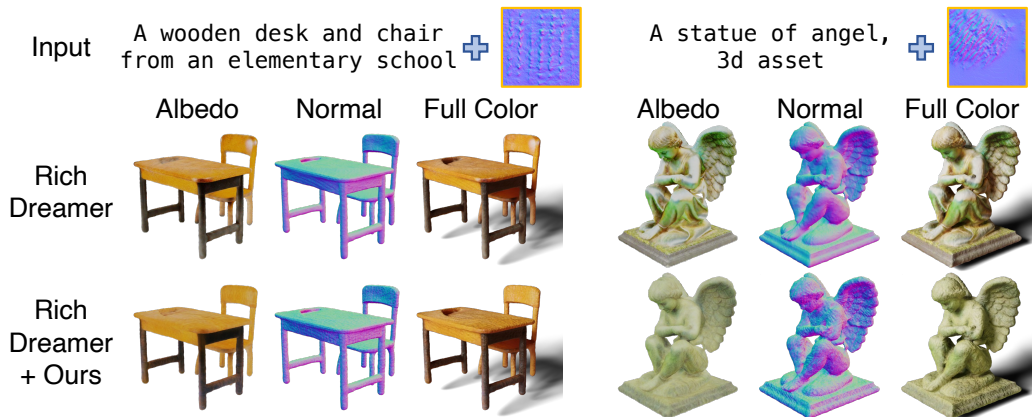 Input
A wooden desk and chair
from an elementary school
A statue of angel,
3d asset
Albedo Normal Full Color
Albedo Normal Full Color
Rich
Dreamer
Rich
Dreamer
+ Ours